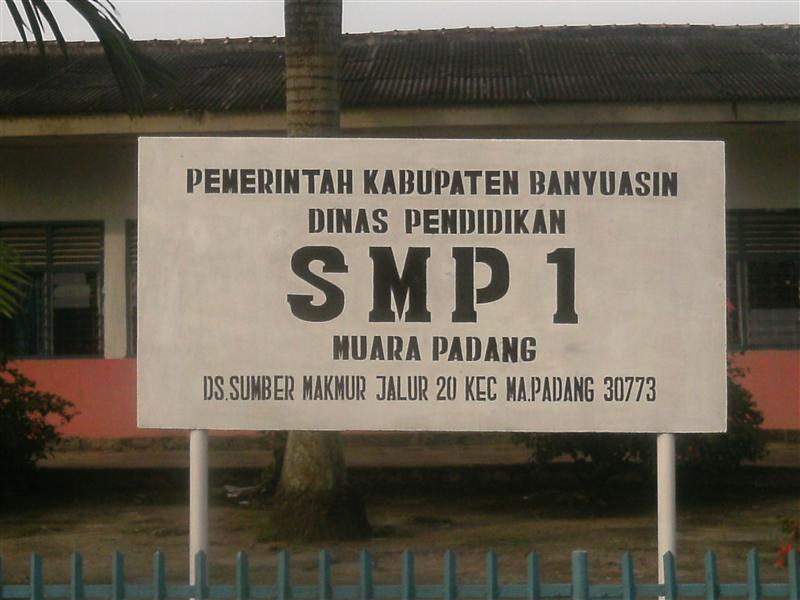 PEMERINTAH KABUPATEN BANYUASIN
DINAS PENDIDIKAN
SMP 1
MUARA PADANG
DS.SUMBER MAKMUR JALUR 20 KEC MA.PADANG 30773